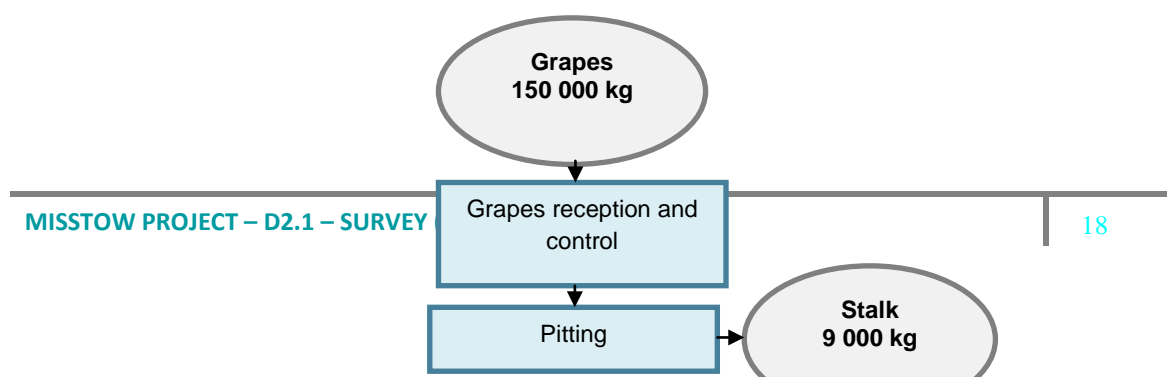 Grapes
150 000 kg
Grapes reception and
control
MISSTOW PROJECT – D2.1 – SURVEY
18
Stalk
9 000 kg
Pitting